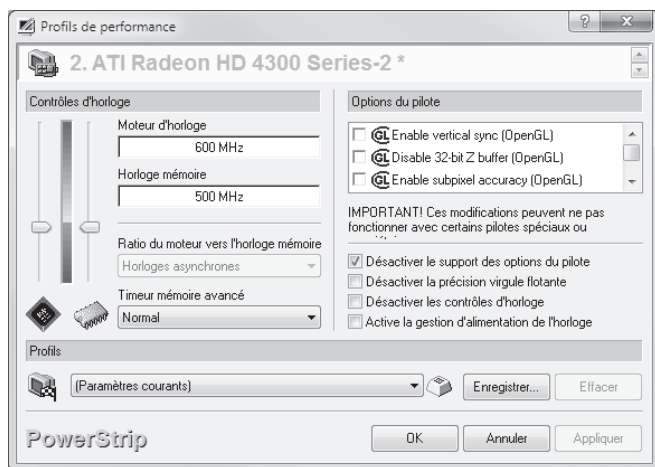 Profils de performance
2. ATI Radeon HD 4300 Series-2 *
Contrôles d'horloge
Moteur d'horloge
600 MHz
Horloge mémoire
500 MHz
Ratio du moteur vers l'horloge mémoire
Horloges asynchrones
Timeur mémoire avancé
Normal
Options du pilote
GL Enable vertical sync (OpenGL)
GL Disable 32-bit Z buffer (OpenGL)
GL Enable subpixel accuracy (OpenGL)
IMPORTANT! Ces modifications peuvent ne pas
fonctionner avec certains pilotes spéciaux ou
Désactiver le support des options du pilote
Désactiver la précision virgule flotante
Désactiver les contrôles d'horloge
Active la gestion d'alimentation de l'horloge
Profils
(Paramètres courants)
Enregistrer...
Effacer
PowerStrip
OK
Annuler
Appliquer